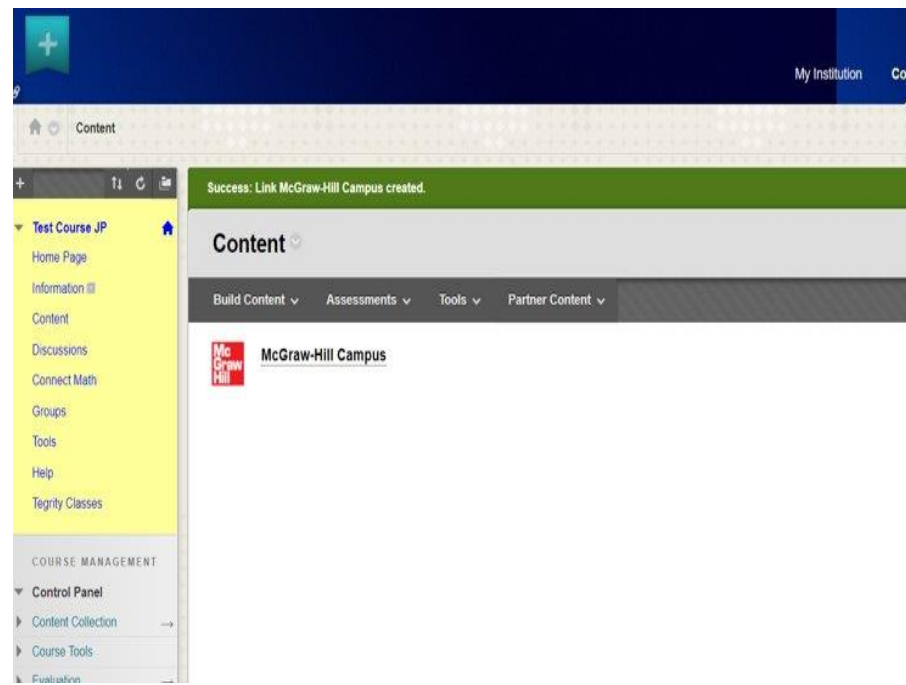 My Institution Co
Content
Success: Link McGraw-Hill Campus created.
Test Course JP
Home Page
Information
Content
Discussions
Connect Math
Groups
Tools
Help
Tegrity Classes
COURSE MANAGEMENT
Control Panel
Content Collection
Course Tools
Evaluation
Content
Build Content Assessments Tools Partner Content
Mc
Graw
Hill
McGraw-Hill Campus